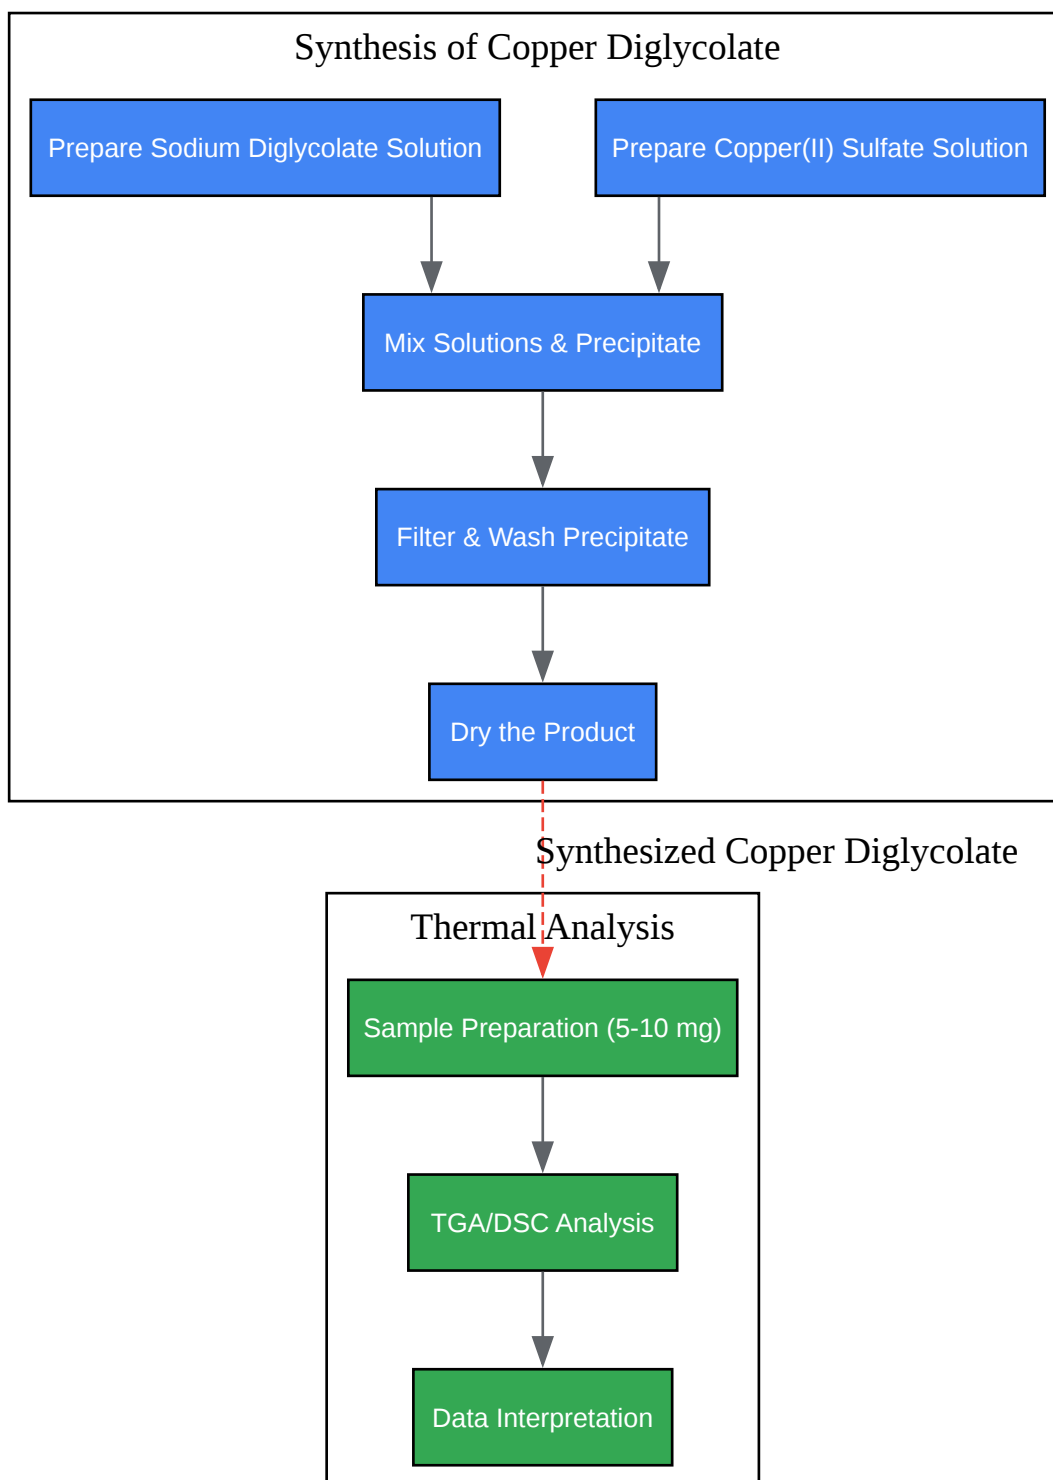 Synthesis of Copper Diglycolate
Prepare Sodium Diglycolate Solution
Prepare Copper(II) Sulfate Solution
Mix Solutions & Precipitate
Filter & Wash Precipitate
Dry the Product
Synthesized Copper Diglycolate
Thermal Analysis
Sample Preparation (5-10 mg)
TGA/DSC Analysis
Data Interpretation